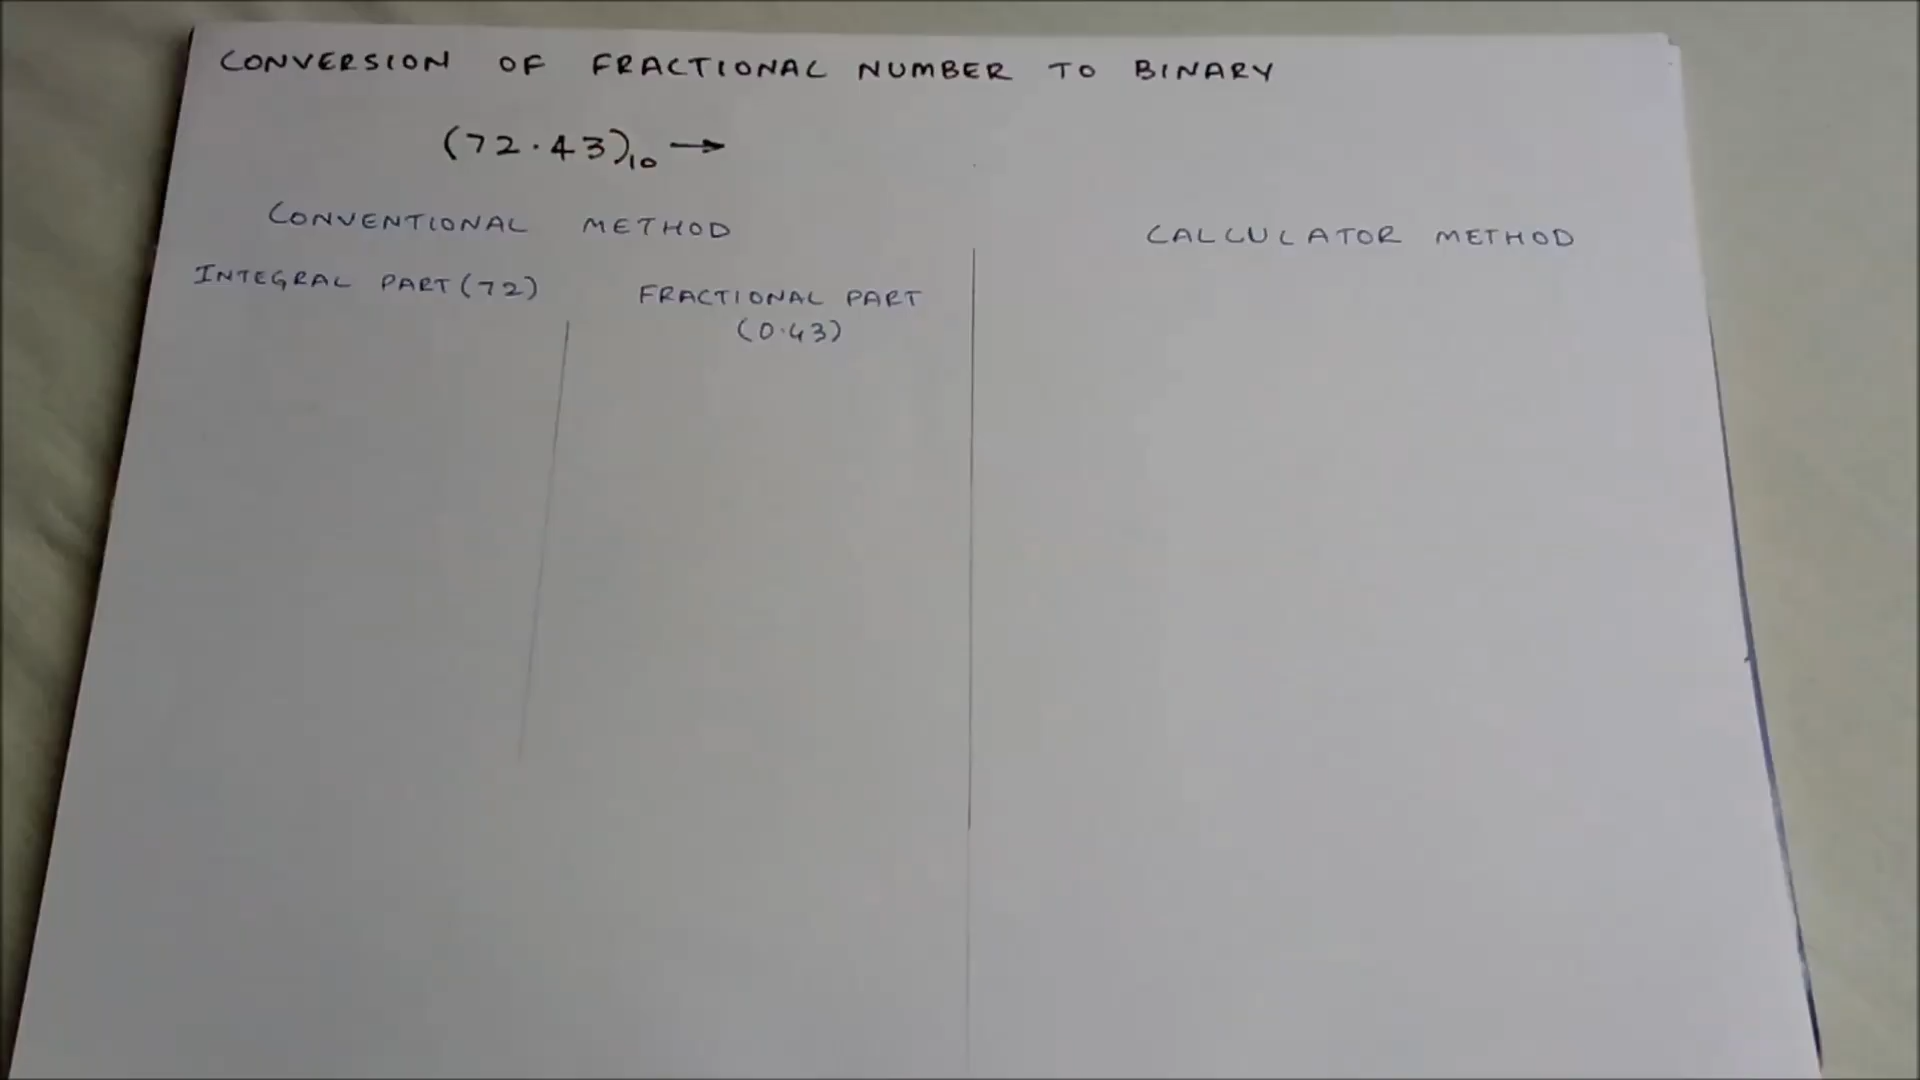 CONVERSION OF FRACTIONAL NUMBER TO BINARY
(72.43)₁₀ →
CONVENTIONAL METHOD
CALCULATOR METHOD
INTEGRAL PART (72)
FRACTIONAL PART
(0.43)